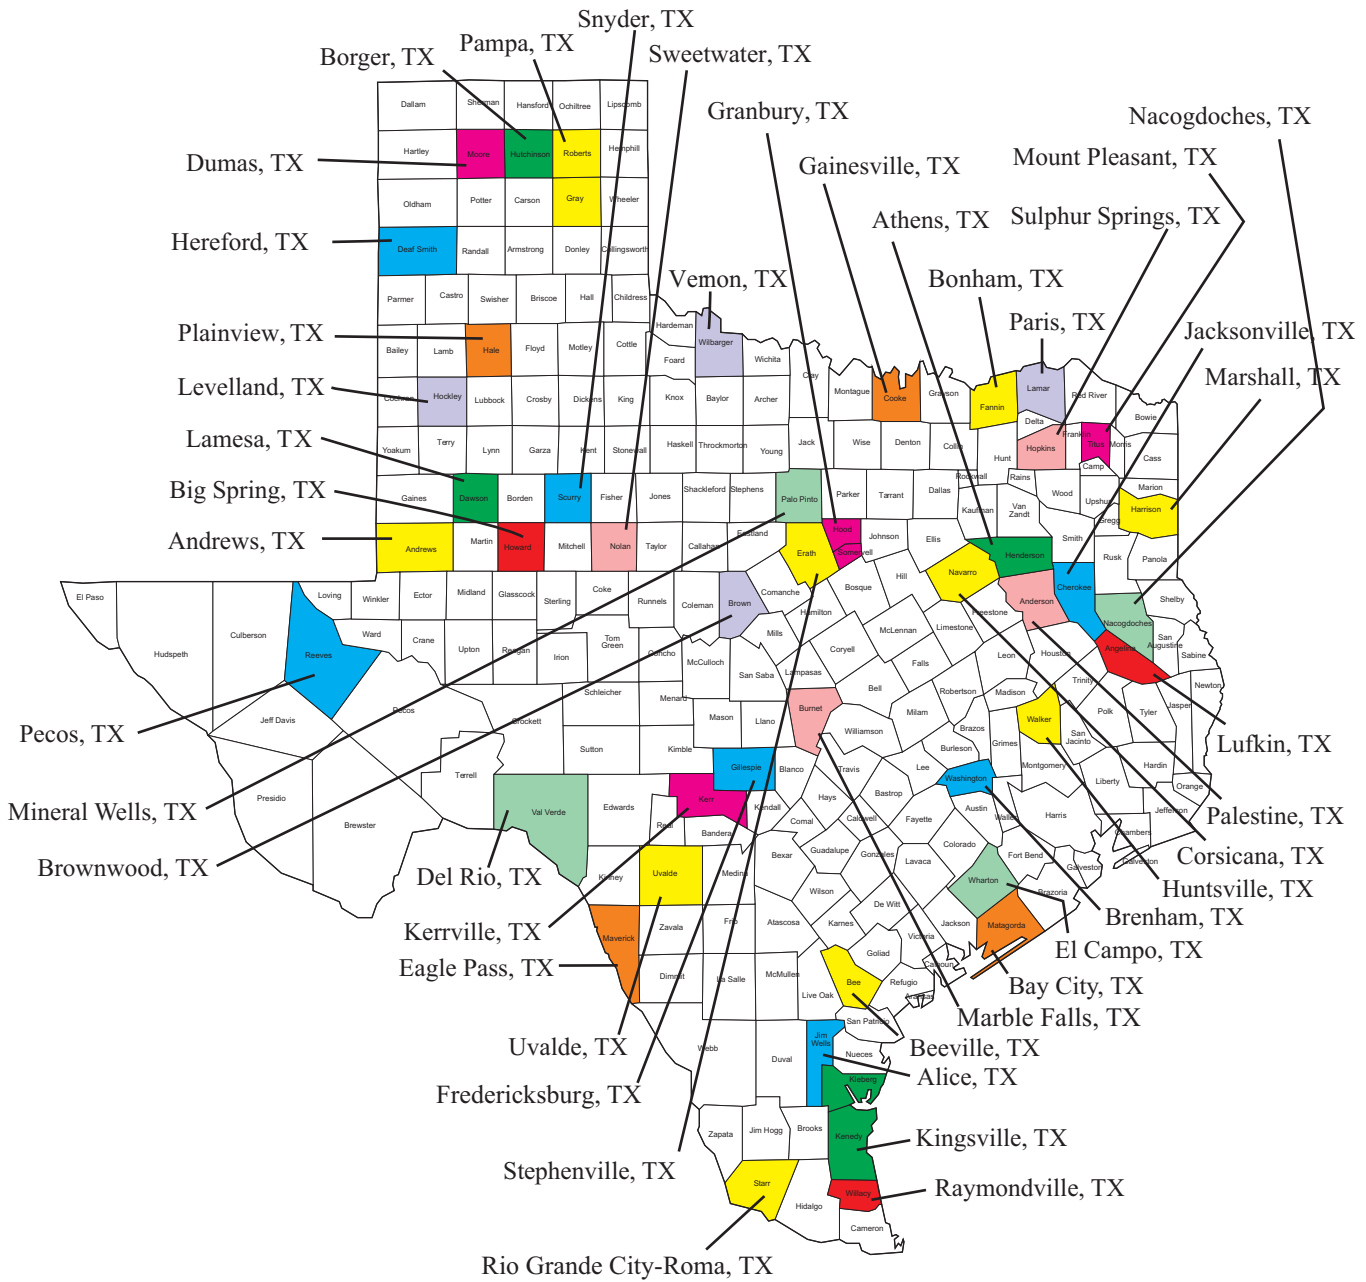 Snyder, TX
Pampa, TX
Sweetwater, TX
Borger, TX
Granbury, TX
Nacogdoches, TX
Mount Pleasant, TX
Dumas, TX
Gainesville, TX
Athens, TX
Sulphur Springs, TX
Hereford, TX
Vernon, TX
Bonham, TX
Paris, TX
Plainview, TX
Jacksonville, TX
Levelland, TX
Marshall, TX
Lamesa, TX
Big Spring, TX
Andrews, TX
Pecos, TX
Lufkin, TX
Mineral Wells, TX
Palestine, TX
Brownwood, TX
Corsicana, TX
Del Rio, TX
Huntsville, TX
Brenham, TX
Kerrville, TX
El Campo, TX
Eagle Pass, TX
Bay City, TX
Marble Falls, TX
Uvalde, TX
Beeville, TX
Alice, TX
Fredericksburg, TX
Kingsville, TX
Stephenville, TX
Raymondville, TX
Rio Grande City-Roma, TX
Dallam
Sherman
Hansford
Ochiltree
Lipscomb
Hartley
Moore
Hutchinson
Roberts
Hemphill
Oldham
Potter
Carson
Gray
Wheeler
Deaf Smith
Randall
Armstrong
Donley
Collingsworth
Parmer
Castro
Swisher
Briscoe
Hall
Childress
Hardeman
Bailey
Lamb
Hale
Floyd
Motley
Cottle
Foard
Wilbarger
Wichita
Clay
Montague
Cooke
Grayson
Fannin
Lamar
Red River
Bowie
Cochran
Hockley
Lubbock
Crosby
Dickens
King
Knox
Baylor
Archer
Delta
Franklin
Titus
Morris
Cass
Yoakum
Terry
Lynn
Garza
Kent
Stonewall
Haskell
Throckmorton
Young
Jack
Wise
Denton
Collin
Hunt
Hopkins
Camp
Rockwall
Rains
Wood
Upshur
Marion
Harrison
Gaines
Dawson
Borden
Scurry
Fisher
Jones
Shackleford
Stephens
Palo Pinto
Parker
Tarrant
Dallas
Kaufman
Van
Zandt
Gregg
Smith
Andrews
Martin
Howard
Mitchell
Nolan
Taylor
Callahan
Eastland
Erath
Hood
Somervell
Johnson
Ellis
Navarro
Henderson
Rusk
Panola
El Paso
Hudspeth
Culberson
Reeves
Loving
Winkler
Ector
Midland
Glasscock
Sterling
Coke
Runnels
Coleman
Brown
Comanche
Hamilton
Bosque
Hill
Freestone
Anderson
Cherokee
Nacogdoches
Shelby
San
Augustine
Sabine
Ward
Crane
Upton
Reagan
Irion
Tom
Green
Concho
McCulloch
San Saba
Mills
Lampasas
Coryell
McLennan
Limestone
Falls
Leon
Houston
Angelina
Trinity
Newton
Jeff Davis
Pecos
Crockett
Schleicher
Menard
Mason
Llano
Burnet
Bell
Milam
Robertson
Madison
Walker
Polk
Tyler
Jasper
Presidio
Brewster
Terrell
Val Verde
Sutton
Kimble
Gillespie
Blanco
Williamson
Travis
Brazos
Burleson
Grimes
San
Jacinto
Montgomery
Liberty
Hardin
Orange
Jefferson
Edwards
Kerr
Real
Kendall
Bandera
Hays
Comal
Caldwell
Bastrop
Lee
Washington
Austin
Waller
Harris
Chambers
Galveston
Kinney
Uvalde
Medina
Bexar
Guadalupe
Gonzales
Fayette
Lavaca
Colorado
Fort Bend
Galveston
Brazoria
Wharton
Matagorda
Maverick
Zavala
Frio
Atascosa
Wilson
Karnes
De Witt
Jackson
Victoria
Calhoun
Goliad
Refugio
Aransas
Dimmit
La Salle
McMullen
Live Oak
Bee
San Patricio
Nueces
Webb
Duval
Jim
Wells
Kleberg
Kenedy
Zapata
Jim Hogg
Brooks
Starr
Hidalgo
Willacy
Cameron